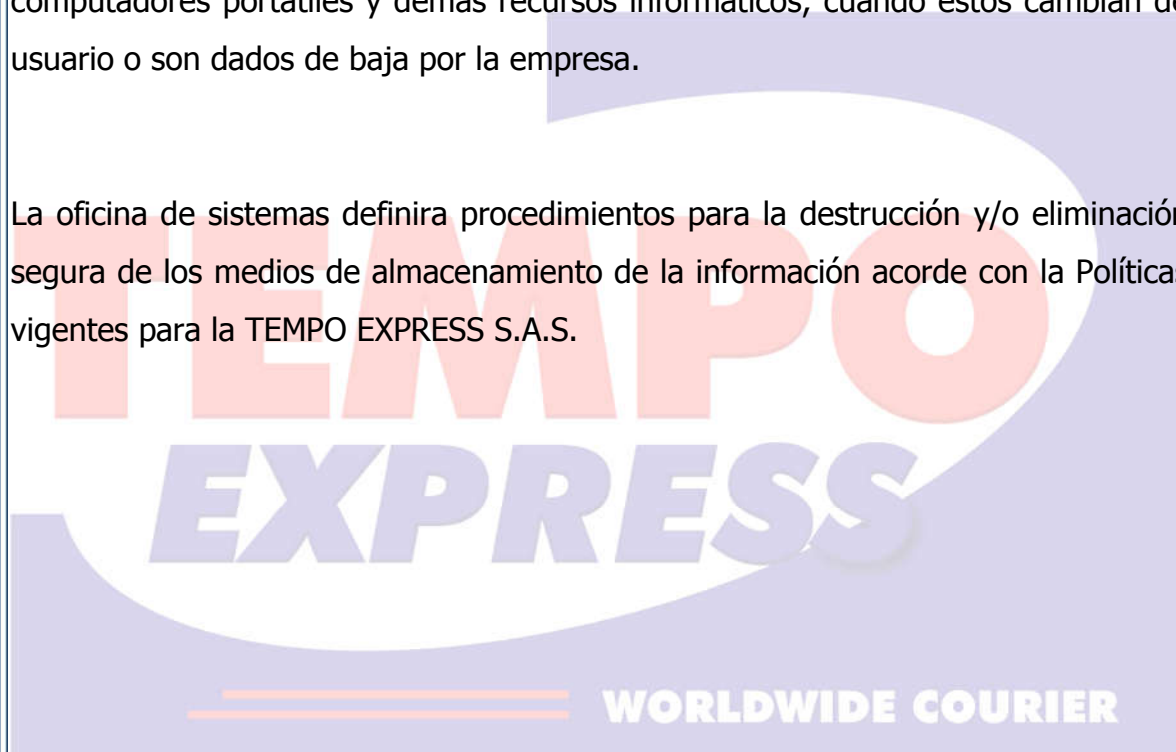 computadores portátiles y demás recursos informáticos, cuando éstos cambian de
usuario o son dados de baja por la empresa.
La oficina de sistemas definira procedimientos para la destrucción y/o eliminación
segura de los medios de almacenamiento de la información acorde con la Políticas
vigentes para la TEMPO EXPRESS S.A.S.
TEMPO
EXPRESS
WORLDWIDE COURIER